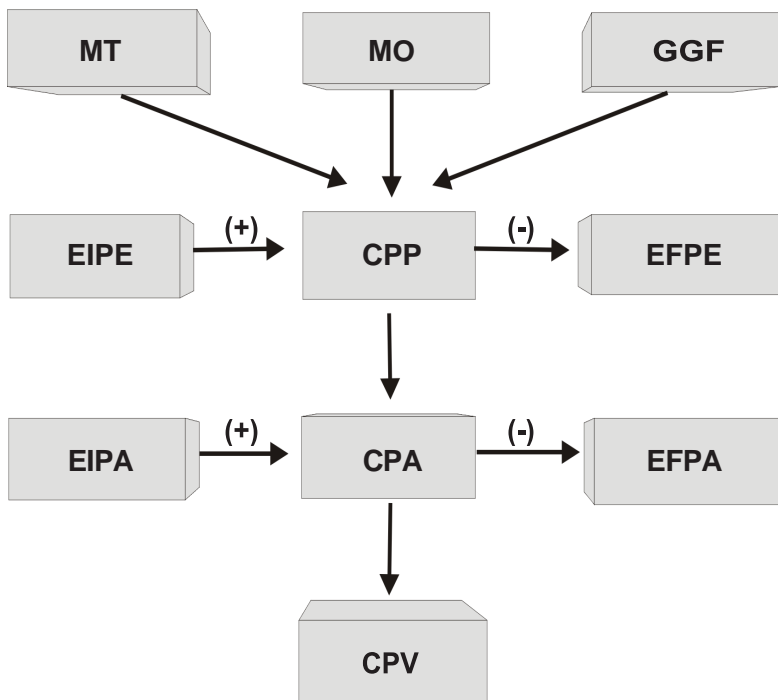 MT
MO
GGF
(+)
(-)
EIPE
CPP
EFPE
(+)
(-)
EIPA
CPA
EFPA
CPV